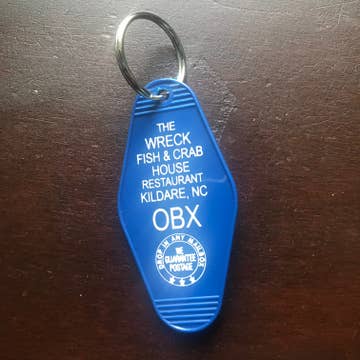 THE
WRECK
FISH & CRAB
HOUSE
RESTAURANT
KILDARE, NC
OBX
DROP IN ANY MAILBOX
WE
GUARANTEE
POSTAGE